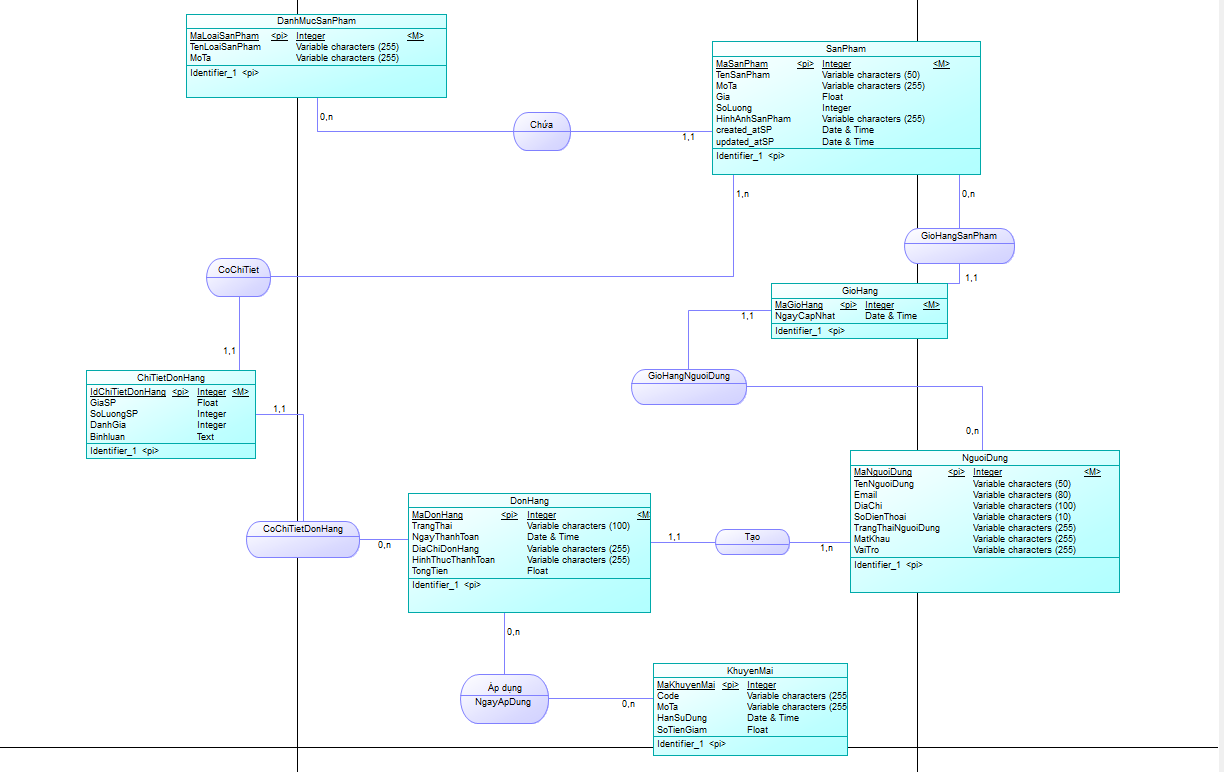 DanhMucSanPham
MaLoaiSanPham <pi> Integer <M>
TenLoaiSanPham Variable characters (255)
MoTa Variable characters (255)
Identifier_1 <pi>
0,n
Chứa
1,1
SanPham
MaSanPham <pi> Integer <M>
TenSanPham Variable characters (50)
MoTa Variable characters (255)
Gia Float
SoLuong Integer
HinhAnhSanPham Variable characters (255)
created_atSP Date & Time
updated_atSP Date & Time
Identifier_1 <pi>
1,n
0,n
GioHangSanPham
1,1
CoChiTiet
1,1
GioHang
MaGioHang <pi> Integer <M>
NgayCapNhat Date & Time
Identifier_1 <pi>
1,1
GioHangNguoiDung
0,n
ChiTietDonHang
IdChiTietDonHang <pi> Integer <M>
GiaSP Float
SoLuongSP Integer
DanhGia Integer
Binhluan Text
Identifier_1 <pi>
1,1
CoChiTietDonHang
0,n
DonHang
MaDonHang <pi> Integer <M
TrangThai Variable characters (100)
NgayThanhToan Date & Time
DiaChiDonHang Variable characters (255)
HinhThucThanhToan Variable characters (255)
TongTien Float
Identifier_1 <pi>
1,1
Tạo
1,n
NguoiDung
MaNguoiDung <pi> Integer <M>
TenNguoiDung Variable characters (50)
Email Variable characters (80)
DiaChi Variable characters (100)
SoDienThoai Variable characters (10)
TrangThaiNguoiDung Variable characters (255)
MatKhau Variable characters (255)
VaiTro Variable characters (255)
Identifier_1 <pi>
0,n
Áp dụng
NgayApDung
0,n
KhuyenMai
MaKhuyenMai <pi> Integer
Code Variable characters (255
MoTa Variable characters (255
HanSuDung Date & Time
SoTienGiam Float
Identifier_1 <pi>